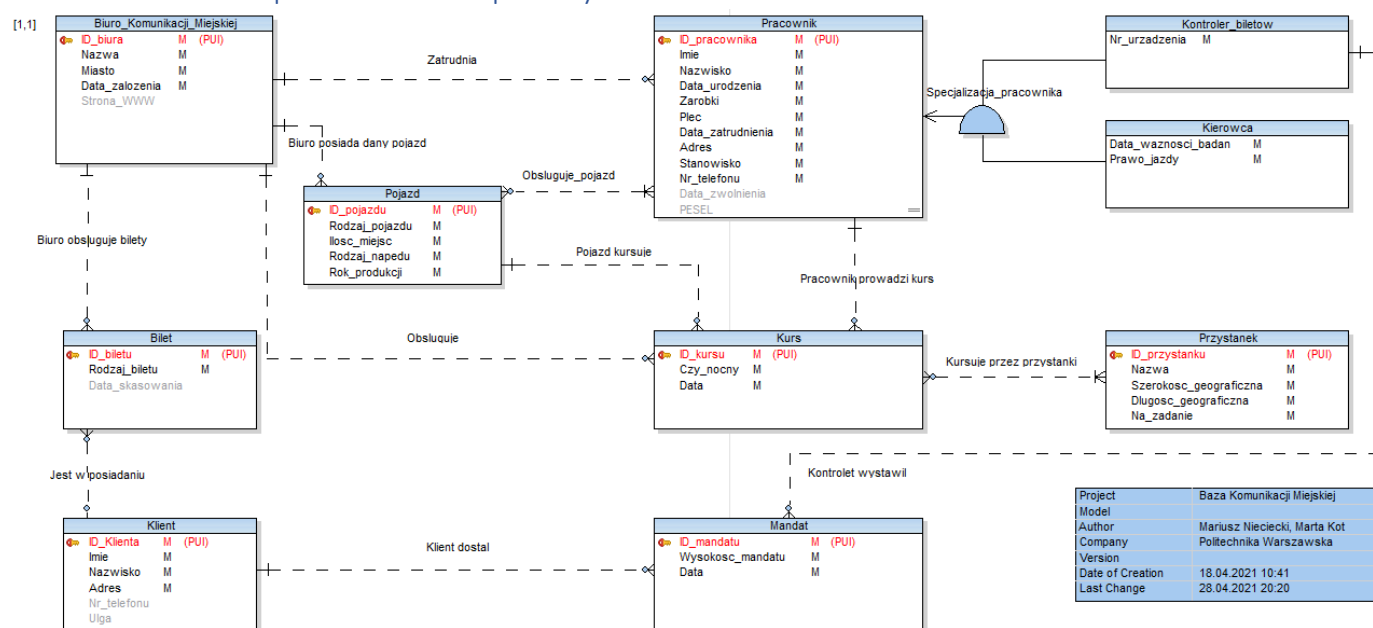 [1,1]
Biuro_Komunikacji_Miejskiej
ID_biura M (PUI)
Nazwa M
Miasto M
Data_zalozenia M
Strona_WWW
Zatrudnia
Pracownik
ID_pracownika M (PUI)
Imie M
Nazwisko M
Data_urodzenia M
Zarobki M
Plec M
Data_zatrudnienia M
Adres M
Stanowisko M
Nr_telefonu M
Data_zwolnienia
PESEL
Kontroler_biletow
Nr_urzadzenia M
Specjalizacja_pracownika
Kierowca
Data_waznosci_badan M
Prawo_jazdy M
Biuro posiada dany pojazd
Obsluguje_pojazd
Pojazd
ID_pojazdu M (PUI)
Rodzaj_pojazdu M
Ilosc_miejsc M
Rodzaj_napedu M
Rok_produkcji M
Biuro obsługuje bilety
Pojazd kursuje
Pracownik prowadzi kurs
Bilet
ID_biletu M (PUI)
Rodzaj_biletu M
Data_skasowania
Obsluguje
Kurs
ID_kursu M (PUI)
Czy_nocny M
Data M
Kursuje przez przystanki
Przystanek
ID_przystanku M (PUI)
Nazwa M
Szerokosc_geograficzna M
Dlugosc_geograficzna M
Na_zadanie M
Jest w posiadaniu
Kontrolet wystawil
Klient
ID_Klienta M (PUI)
Imie M
Nazwisko M
Adres M
Nr_telefonu
Ulga
Klient dostal
Mandat
ID_mandatu M (PUI)
Wysokosc_mandatu M
Data M
Project Baza Komunikacji Miejskiej
Model
Author Mariusz Nieciecki, Marta Kot
Company Politechnika Warszawska
Version
Date of Creation 18.04.2021 10:41
Last Change 28.04.2021 20:20